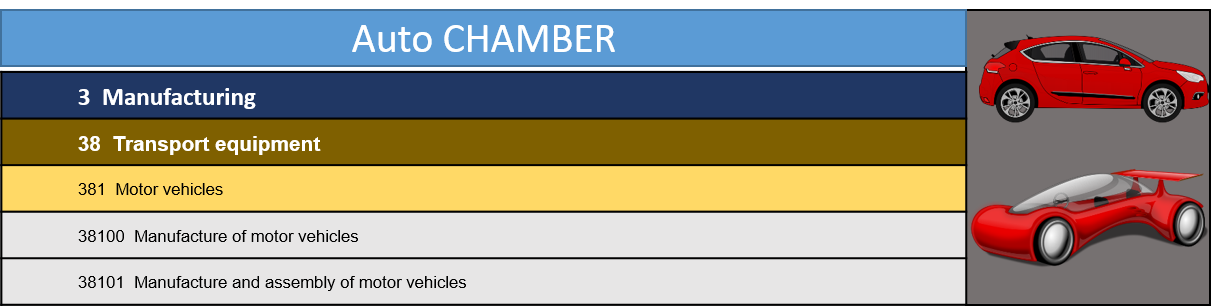 Auto CHAMBER
3  Manufacturing
38  Transport equipment
381  Motor vehicles
38100  Manufacture of motor vehicles
38101  Manufacture and assembly of motor vehicles